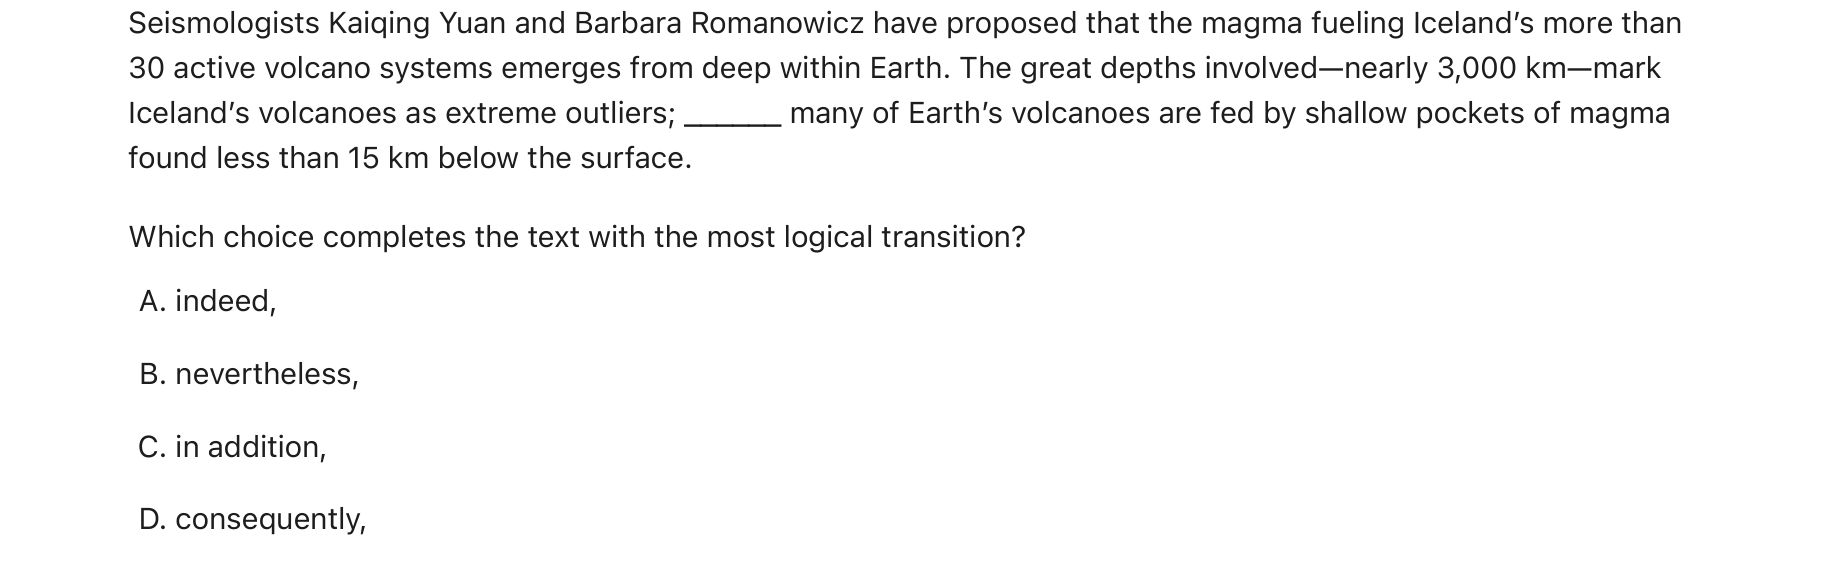 Seismologists Kaiqing Yuan and Barbara Romanowicz have proposed that the magma fueling Iceland’s more than
30 active volcano systems emerges from deep within Earth. The great depths involved—nearly 3,000 km—mark
Iceland’s volcanoes as extreme outliers; ______ many of Earth’s volcanoes are fed by shallow pockets of magma
found less than 15 km below the surface.
Which choice completes the text with the most logical transition?
A. indeed,
B. nevertheless,
C. in addition,
D. consequently,